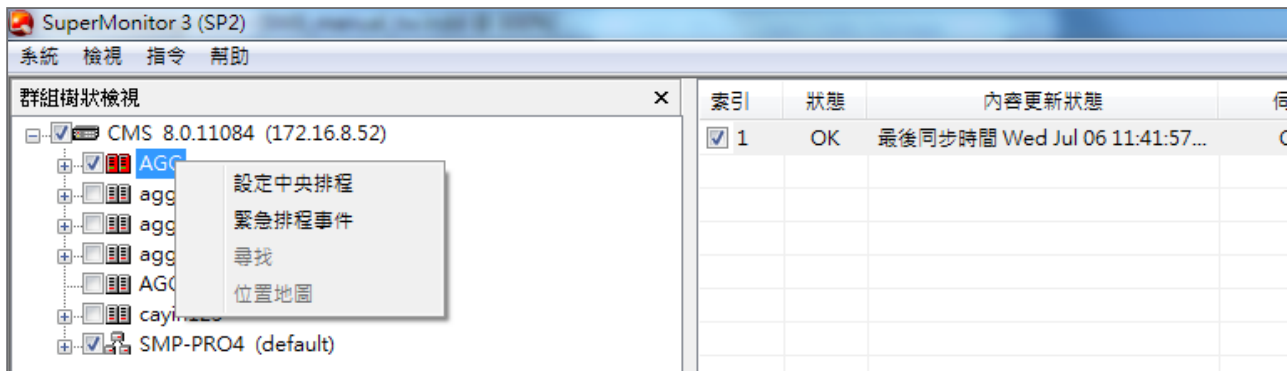 SuperMonitor 3 (SP2)
系統 檢視 指令 幫助
群組樹狀檢視
CMS 8.0.11084 (172.16.8.52)
AGG
agg
agg
agg
AGG
SMP-PRO4 (default)
設定中央排程
緊急排程事件
尋找
位置地圖
索引 狀態 內容更新狀態
1 OK 最後同步時間 Wed Jul 06 11:41:57...